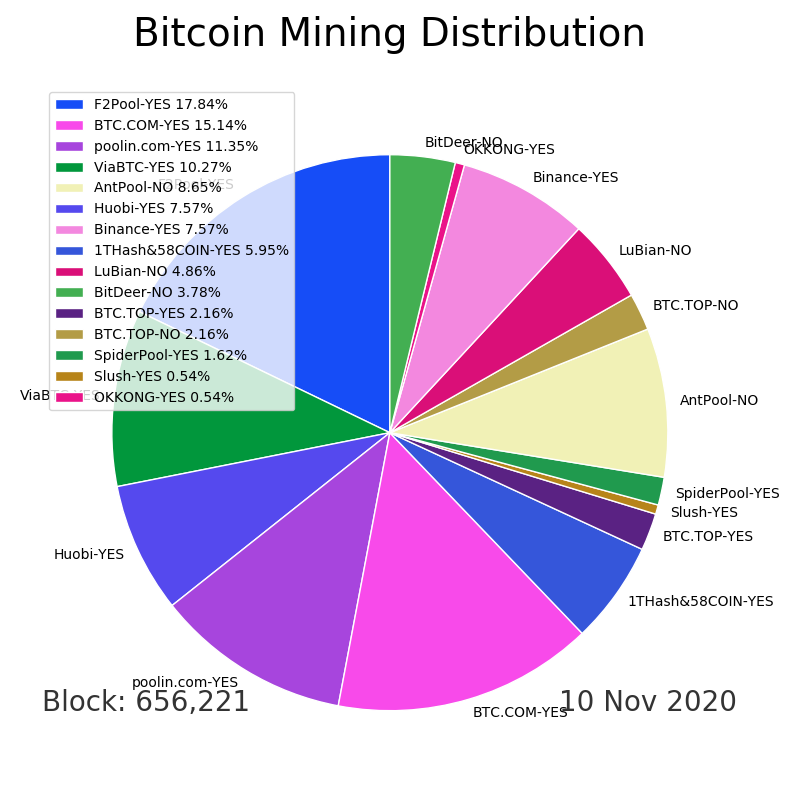 Bitcoin Mining Distribution
F2Pool-YES 17.84%
BTC.COM-YES 15.14%
poolin.com-YES 11.35%
ViaBTC-YES 10.27%
AntPool-NO 8.65%
Huobi-YES 7.57%
Binance-YES 7.57%
1THash&58COIN-YES 5.95%
LuBian-NO 4.86%
BitDeer-NO 3.78%
BTC.TOP-YES 2.16%
BTC.TOP-NO 2.16%
SpiderPool-YES 1.62%
Slush-YES 0.54%
OKKONG-YES 0.54%
BitDeer-NO
OKKONG-YES
Binance-YES
LuBian-NO
BTC.TOP-NO
AntPool-NO
SpiderPool-YES
Slush-YES
BTC.TOP-YES
1THash&58COIN-YES
BTC.COM-YES
poolin.com-YES
Huobi-YES
ViaBTC-YES
F2Pool-YES
Block: 656,221
10 Nov 2020